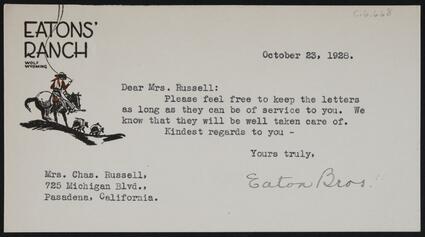 C.6.668
EATONS'
RANCH
WOLF
WYOMING
October 23, 1928.
Dear Mrs. Russell:
Please feel free to keep the letters
as long as they can be of service to you. We
know that they will be well taken care of.
Kindest regards to you -
Yours truly,
Eaton Bros.
Mrs. Chas. Russell,
725 Michigan Blvd.,
Pasadena, California.